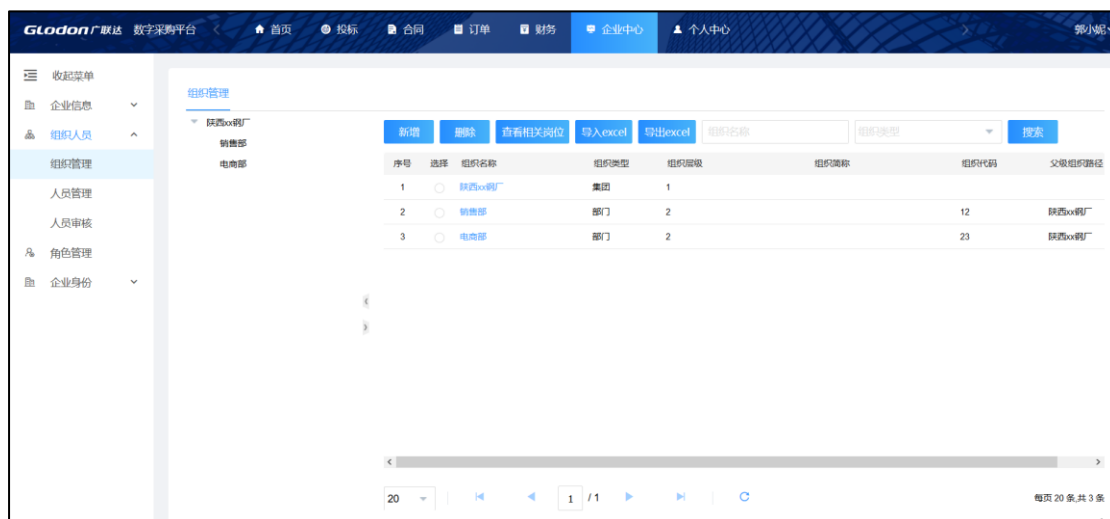 GLodon广联达 数字采购平台 首页 投标 合同 订单 财务 企业中心 个人中心 郭小妮
收起菜单
企业信息
组织人员
组织管理
人员管理
人员审核
角色管理
企业身份
组织管理
陕西xx钢厂
销售部
电商部
新增 删除 查看相关岗位 导入excel 导出excel 组织名称 组织类型 搜索
序号 选择 组织名称 组织类型 组织层级 组织简称 组织代码 父级组织路径
1 陕西xx钢厂 集团 1
2 销售部 部门 2 12 陕西xx钢厂
3 电商部 部门 2 23 陕西xx钢厂
20 1 / 1 每页 20 条,共 3 条